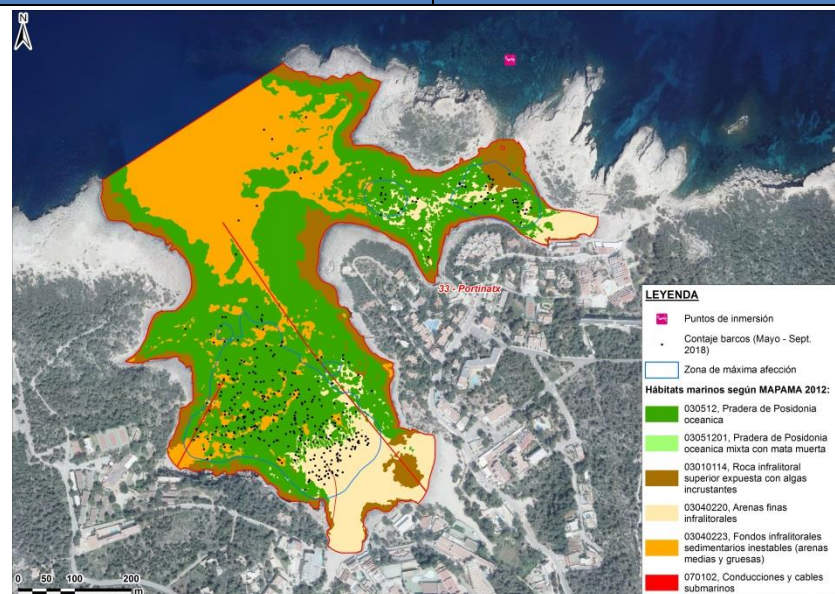 N
33 - Portinatx
LEYENDA
Puntos de inmersión
Contaje barcos (Mayo - Sept.
2018)
Zona de máxima afección
Hábitats marinos según MAPAMA 2012:
030512, Pradera de Posidonia
oceanica
03051201, Pradera de Posidonia
oceanica mixta con mata muerta
03010114, Roca infralitoral
superior expuesta con algas
incrustantes
03040220, Arenas finas
infralitorales
03040223, Fondos infralitorales
sedimentarios inestables (arenas
medias y gruesas)
070102, Conducciones y cables
submarinos
0 50 100 200
m